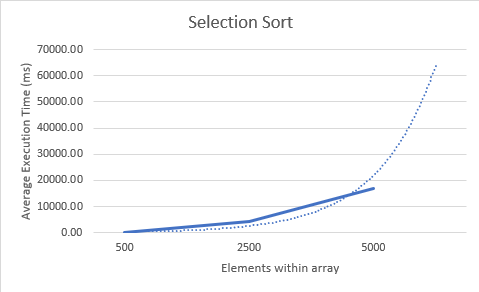 Selection Sort
Average Execution Time (ms)
70000.00
60000.00
50000.00
40000.00
30000.00
20000.00
10000.00
0.00
500 2500 5000
Elements within array